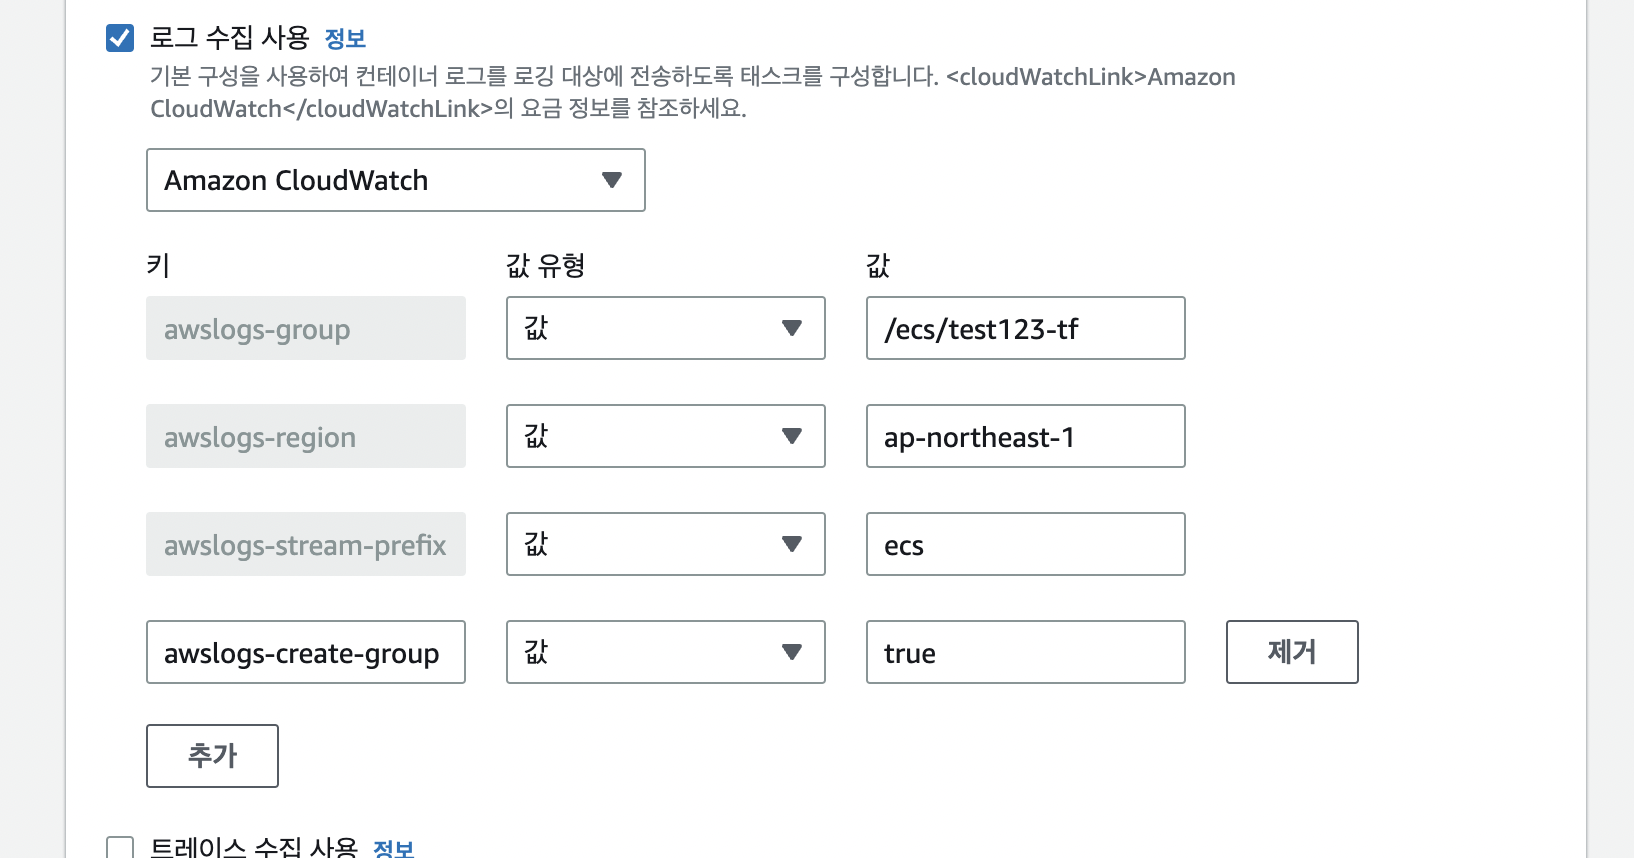 로그 수집 사용 정보
기본 구성을 사용하여 컨테이너 로그를 로깅 대상에 전송하도록 태스크를 구성합니다. <cloudWatchLink>Amazon
CloudWatch</cloudWatchLink>의 요금 정보를 참조하세요.
Amazon CloudWatch
키 값 유형 값
awslogs-group 값 /ecs/test123-tf
awslogs-region 값 ap-northeast-1
awslogs-stream-prefix 값 ecs
awslogs-create-group 값 true 제거
추가
트레이스 수집 사용 정보